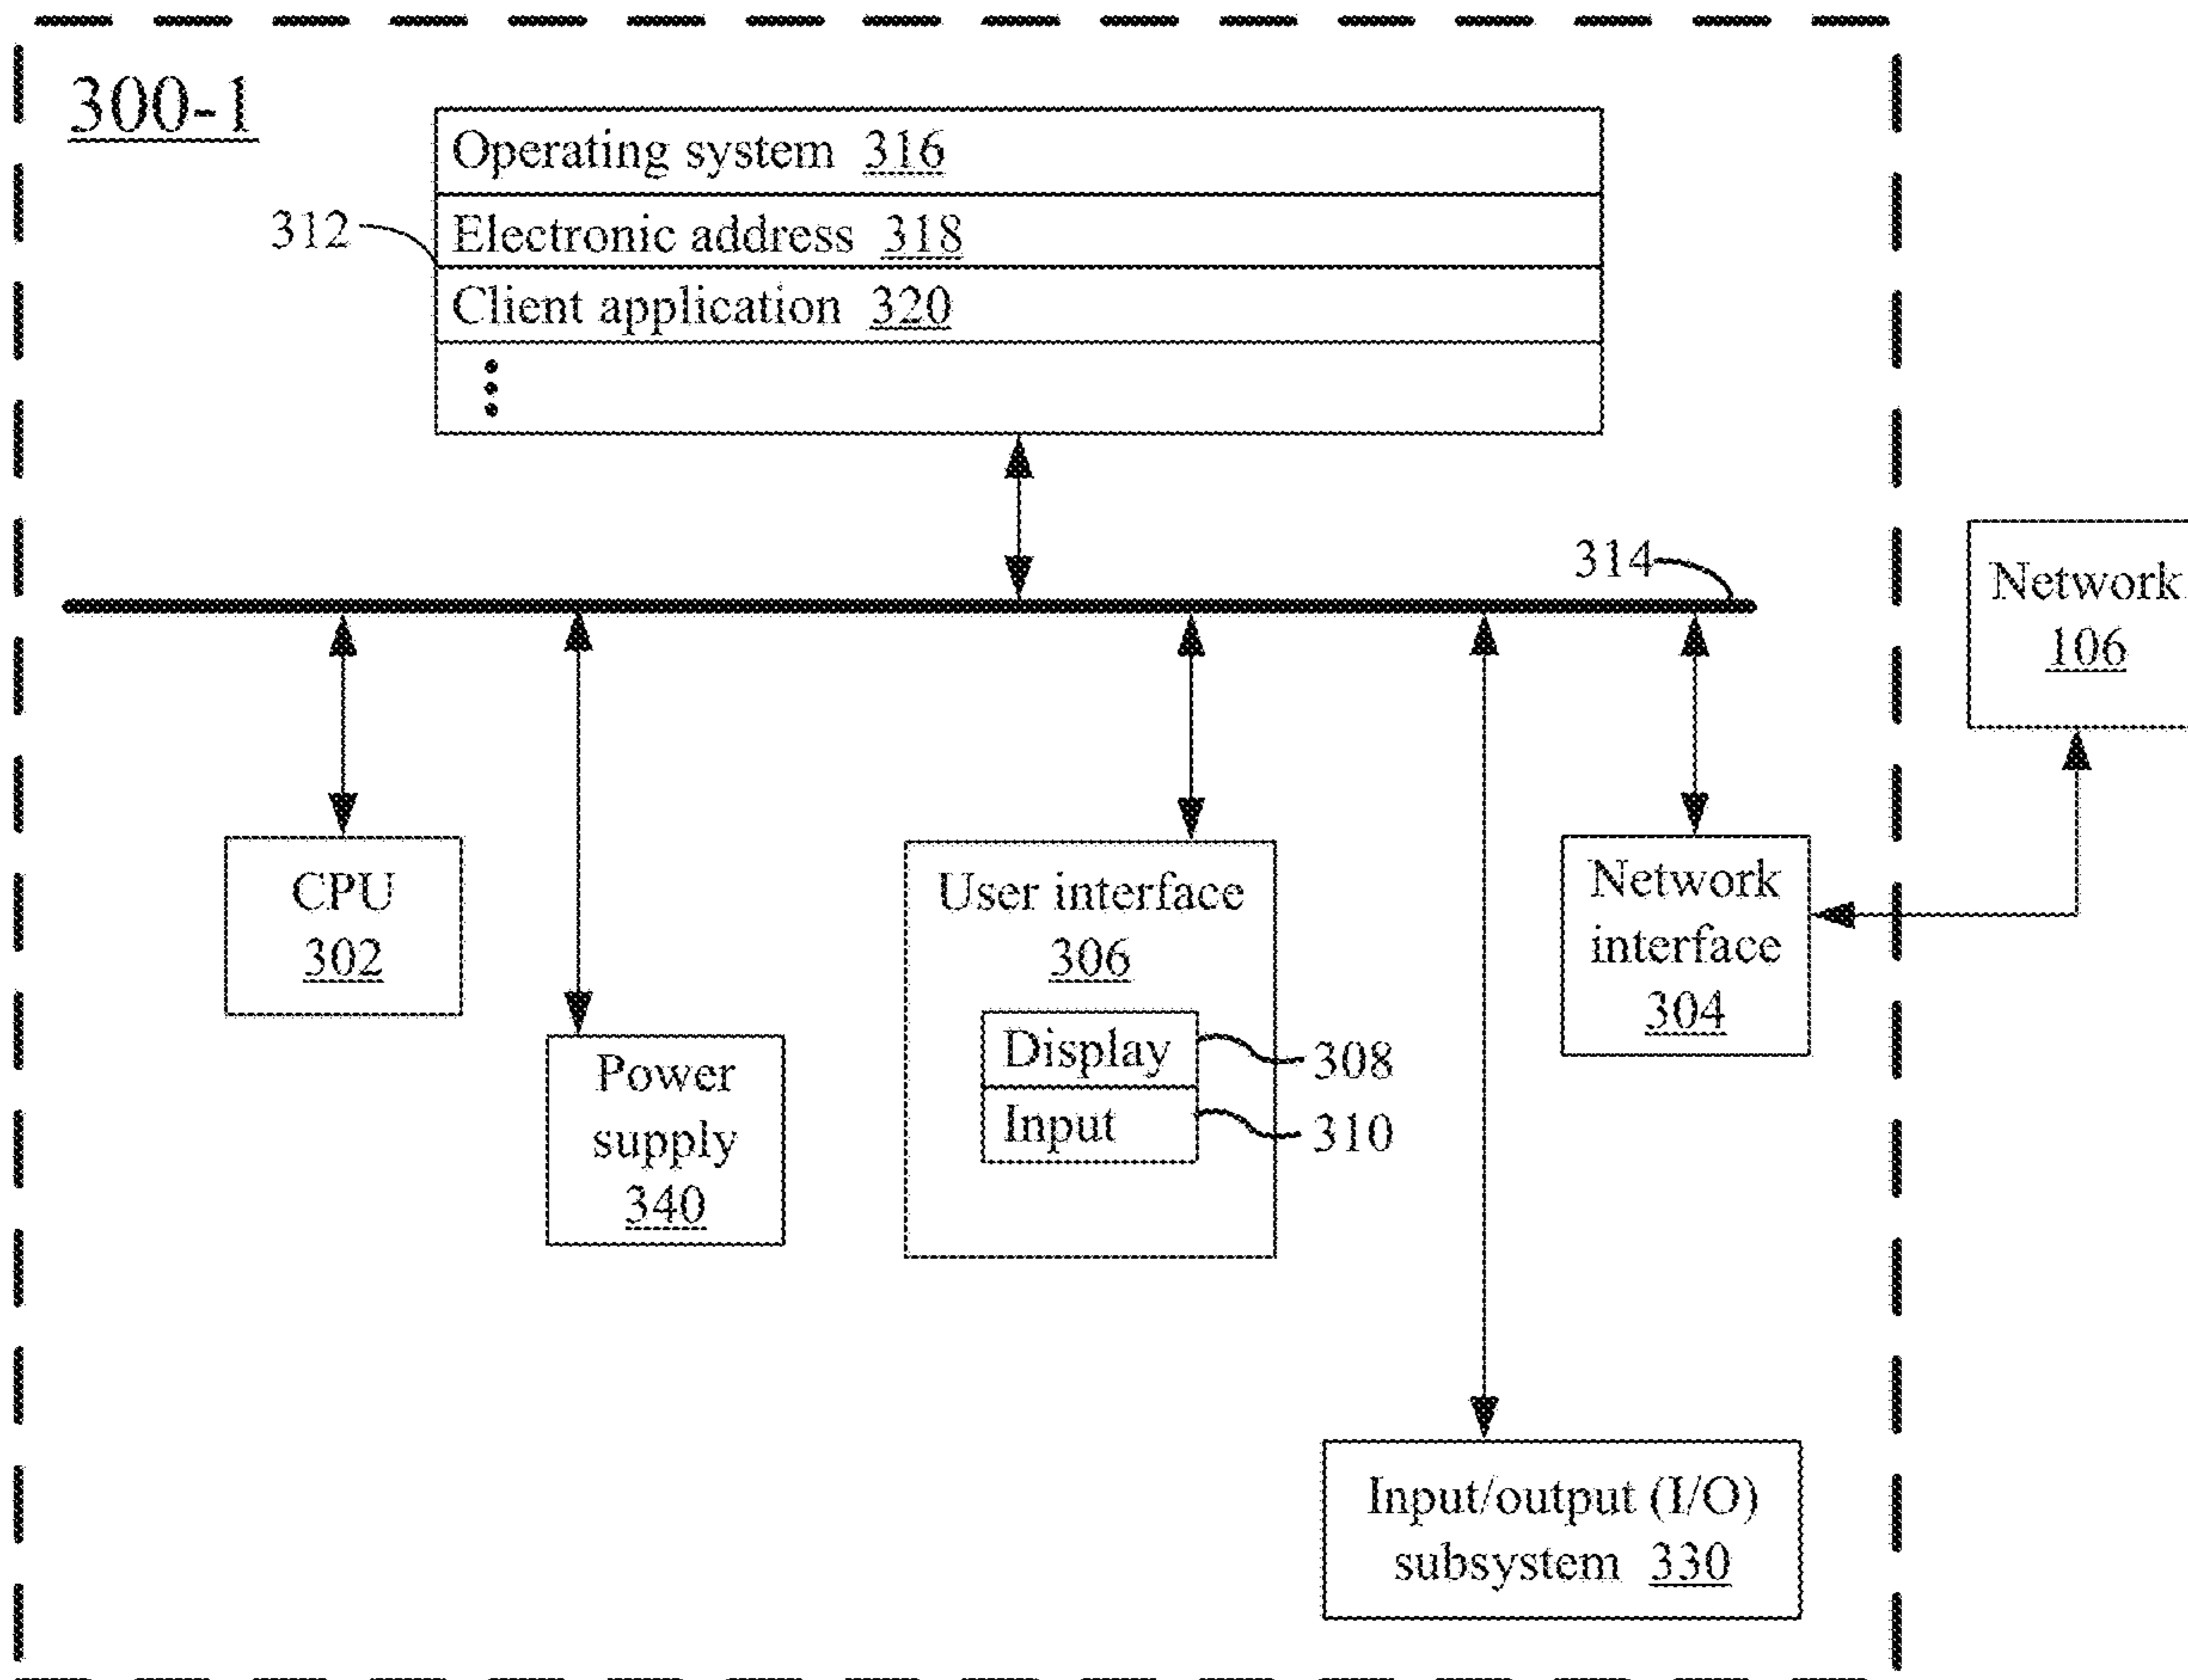 300-1
Operating system 316
312
Electronic address 318
Client application 320
314
Network
106
CPU
302
User interface
306
Network
interface
304
Display
308
Input
310
Power
supply
340
Input/output (I/O)
subsystem 330